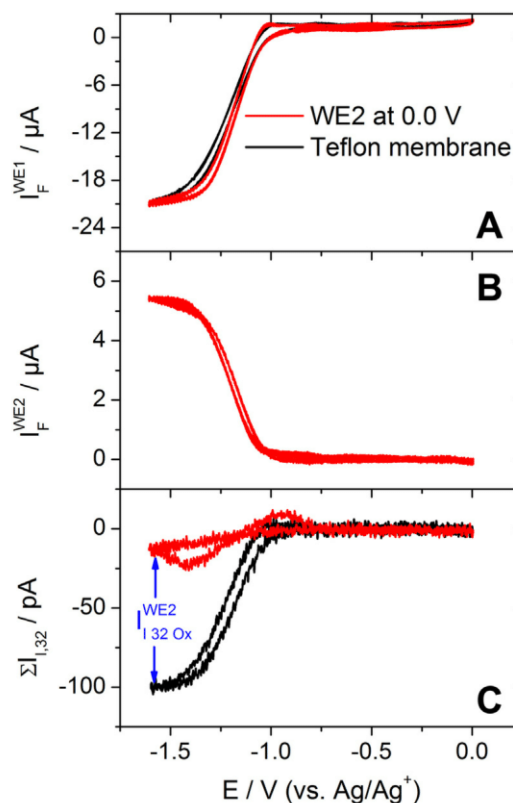 0
-6
-12
-18
-24
I_F^WE1 / µA
WE2 at 0.0 V
Teflon membrane
A
6
4
2
0
I_F^WE2 / µA
B
0
-50
-100
ΣI_I,32 / pA
I_I 32 Ox^WE2
C
-1.5
-1.0
-0.5
0.0
E / V (vs. Ag/Ag⁺)